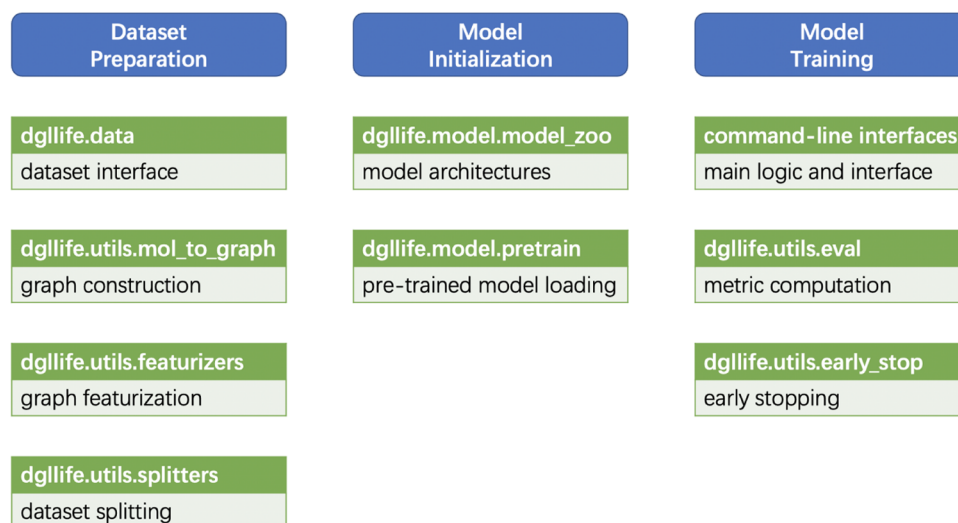 Dataset
Preparation
dgllife.data
dataset interface
dgllife.utils.mol_to_graph
graph construction
dgllife.utils.featurizers
graph featurization
dgllife.utils.splitters
dataset splitting
Model
Initialization
dgllife.model.model_zoo
model architectures
dgllife.model.pretrain
pre-trained model loading
Model
Training
command-line interfaces
main logic and interface
dgllife.utils.eval
metric computation
dgllife.utils.early_stop
early stopping